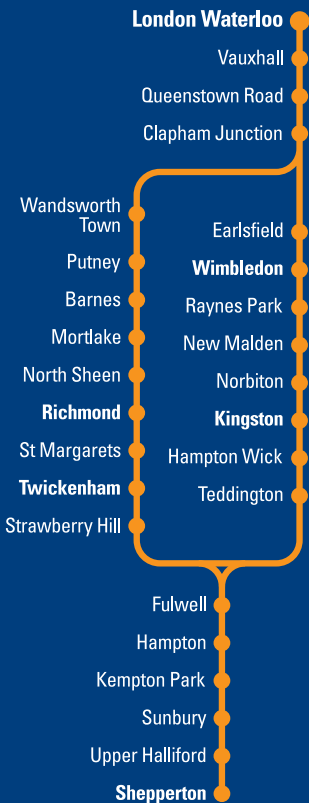 London Waterloo
Vauxhall
Queenstown Road
Clapham Junction
Wandsworth
Town
Putney
Barnes
Mortlake
North Sheen
Richmond
St Margarets
Twickenham
Strawberry Hill
Earlsfield
Wimbledon
Raynes Park
New Malden
Norbiton
Kingston
Hampton Wick
Teddington
Fulwell
Hampton
Kempton Park
Sunbury
Upper Halliford
Shepperton